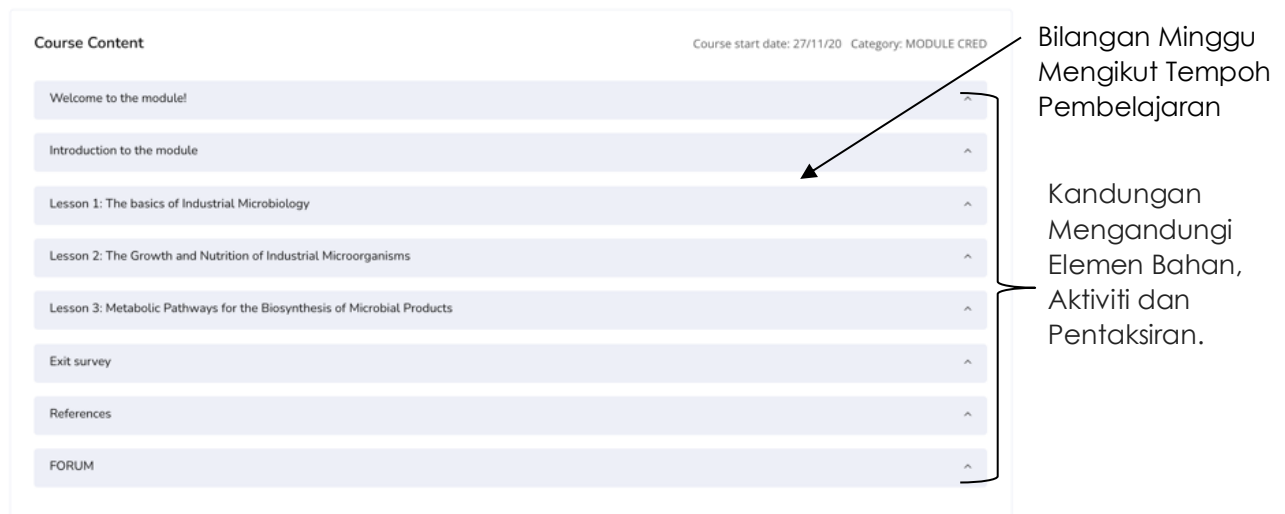 Course Content
Course start date: 27/11/20 Category: MODULE CRED
Welcome to the module!
Introduction to the module
Lesson 1: The basics of Industrial Microbiology
Lesson 2: The Growth and Nutrition of Industrial Microorganisms
Lesson 3: Metabolic Pathways for the Biosynthesis of Microbial Products
Exit survey
References
FORUM
Bilangan Minggu
Mengikut Tempoh
Pembelajaran
Kandungan
Mengandungi
Elemen Bahan,
Aktiviti dan
Pentaksiran.